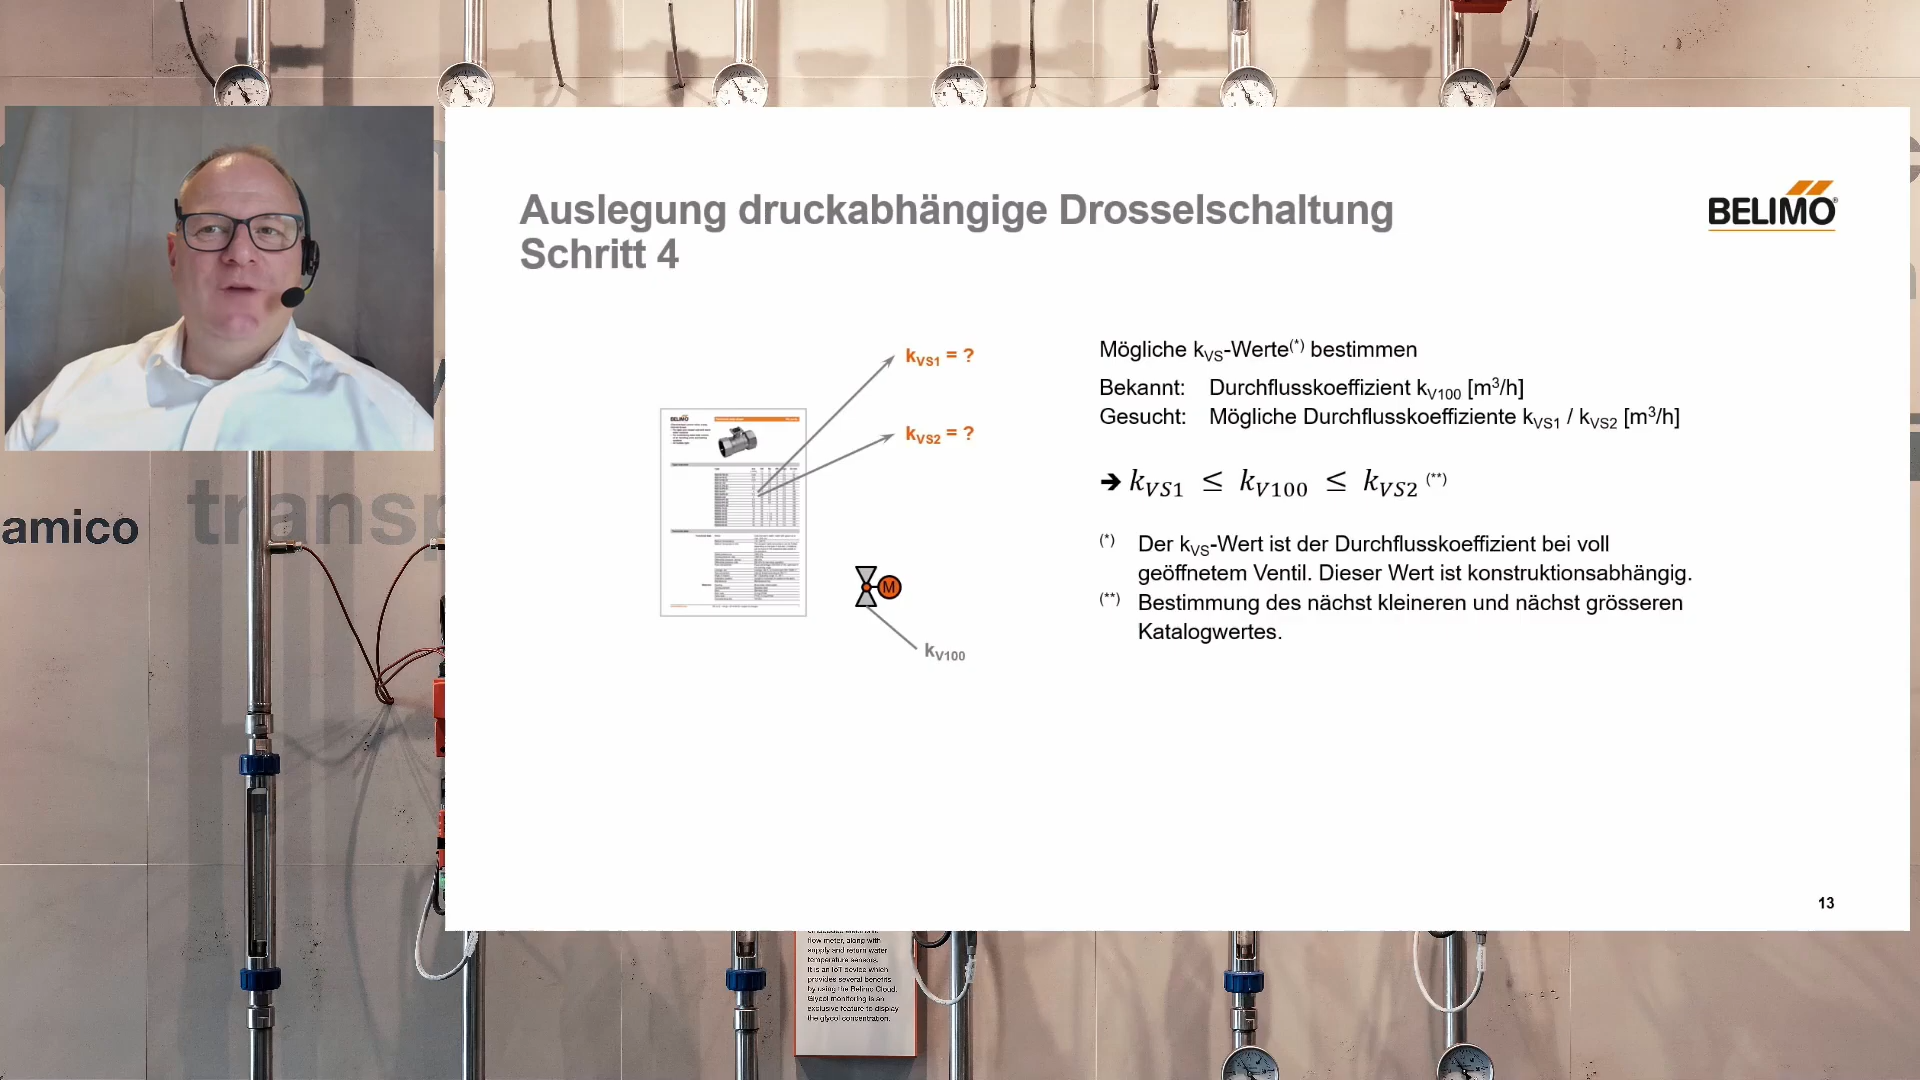 Auslegung druckabhängige Drosselschaltung
Schritt 4
BELIMO
kVS1 = ?
kVS2 = ?
BELIMO
M
kV100
Mögliche kVS-Werte(*) bestimmen
Bekannt: Durchflusskoeffizient kV100 [m³/h]
Gesucht: Mögliche Durchflusskoeffiziente kVS1 / kVS2 [m³/h]
➔ kVS1 ≤ kV100 ≤ kVS2 (**)
(*) Der kVS-Wert ist der Durchflusskoeffizient bei voll
geöffnetem Ventil. Dieser Wert ist konstruktionsabhängig.
(**) Bestimmung des nächst kleineren und nächst grösseren
Katalogwertes.
13
amico
transp
flow meter, along with
supply and return water
temperature sensors.
It is an IoT device which
provides several benefits
by using the Belimo Cloud.
Glycol monitoring is an
exclusive feature to display
the glycol concentration.